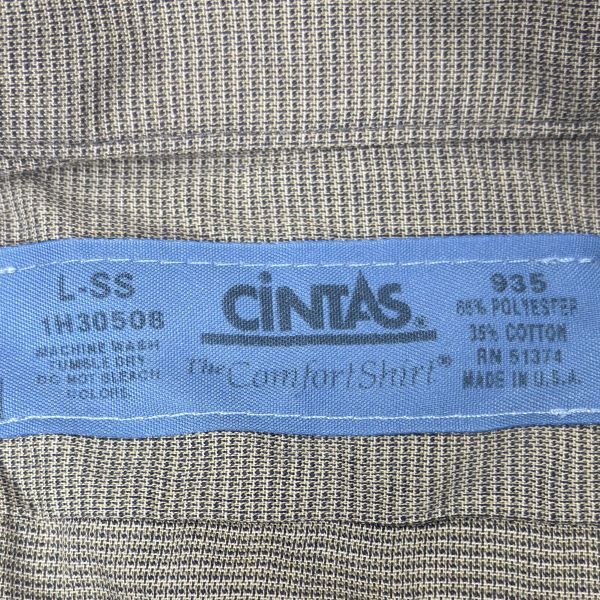 L-SS
1H30508
MACHINE WASH
TUMBLE DRY
DO NOT BLEACH
CINTAS®
The ComfortShirt®
935
65% POLYESTER
35% COTTON
RN 51374
MADE IN U.S.A.